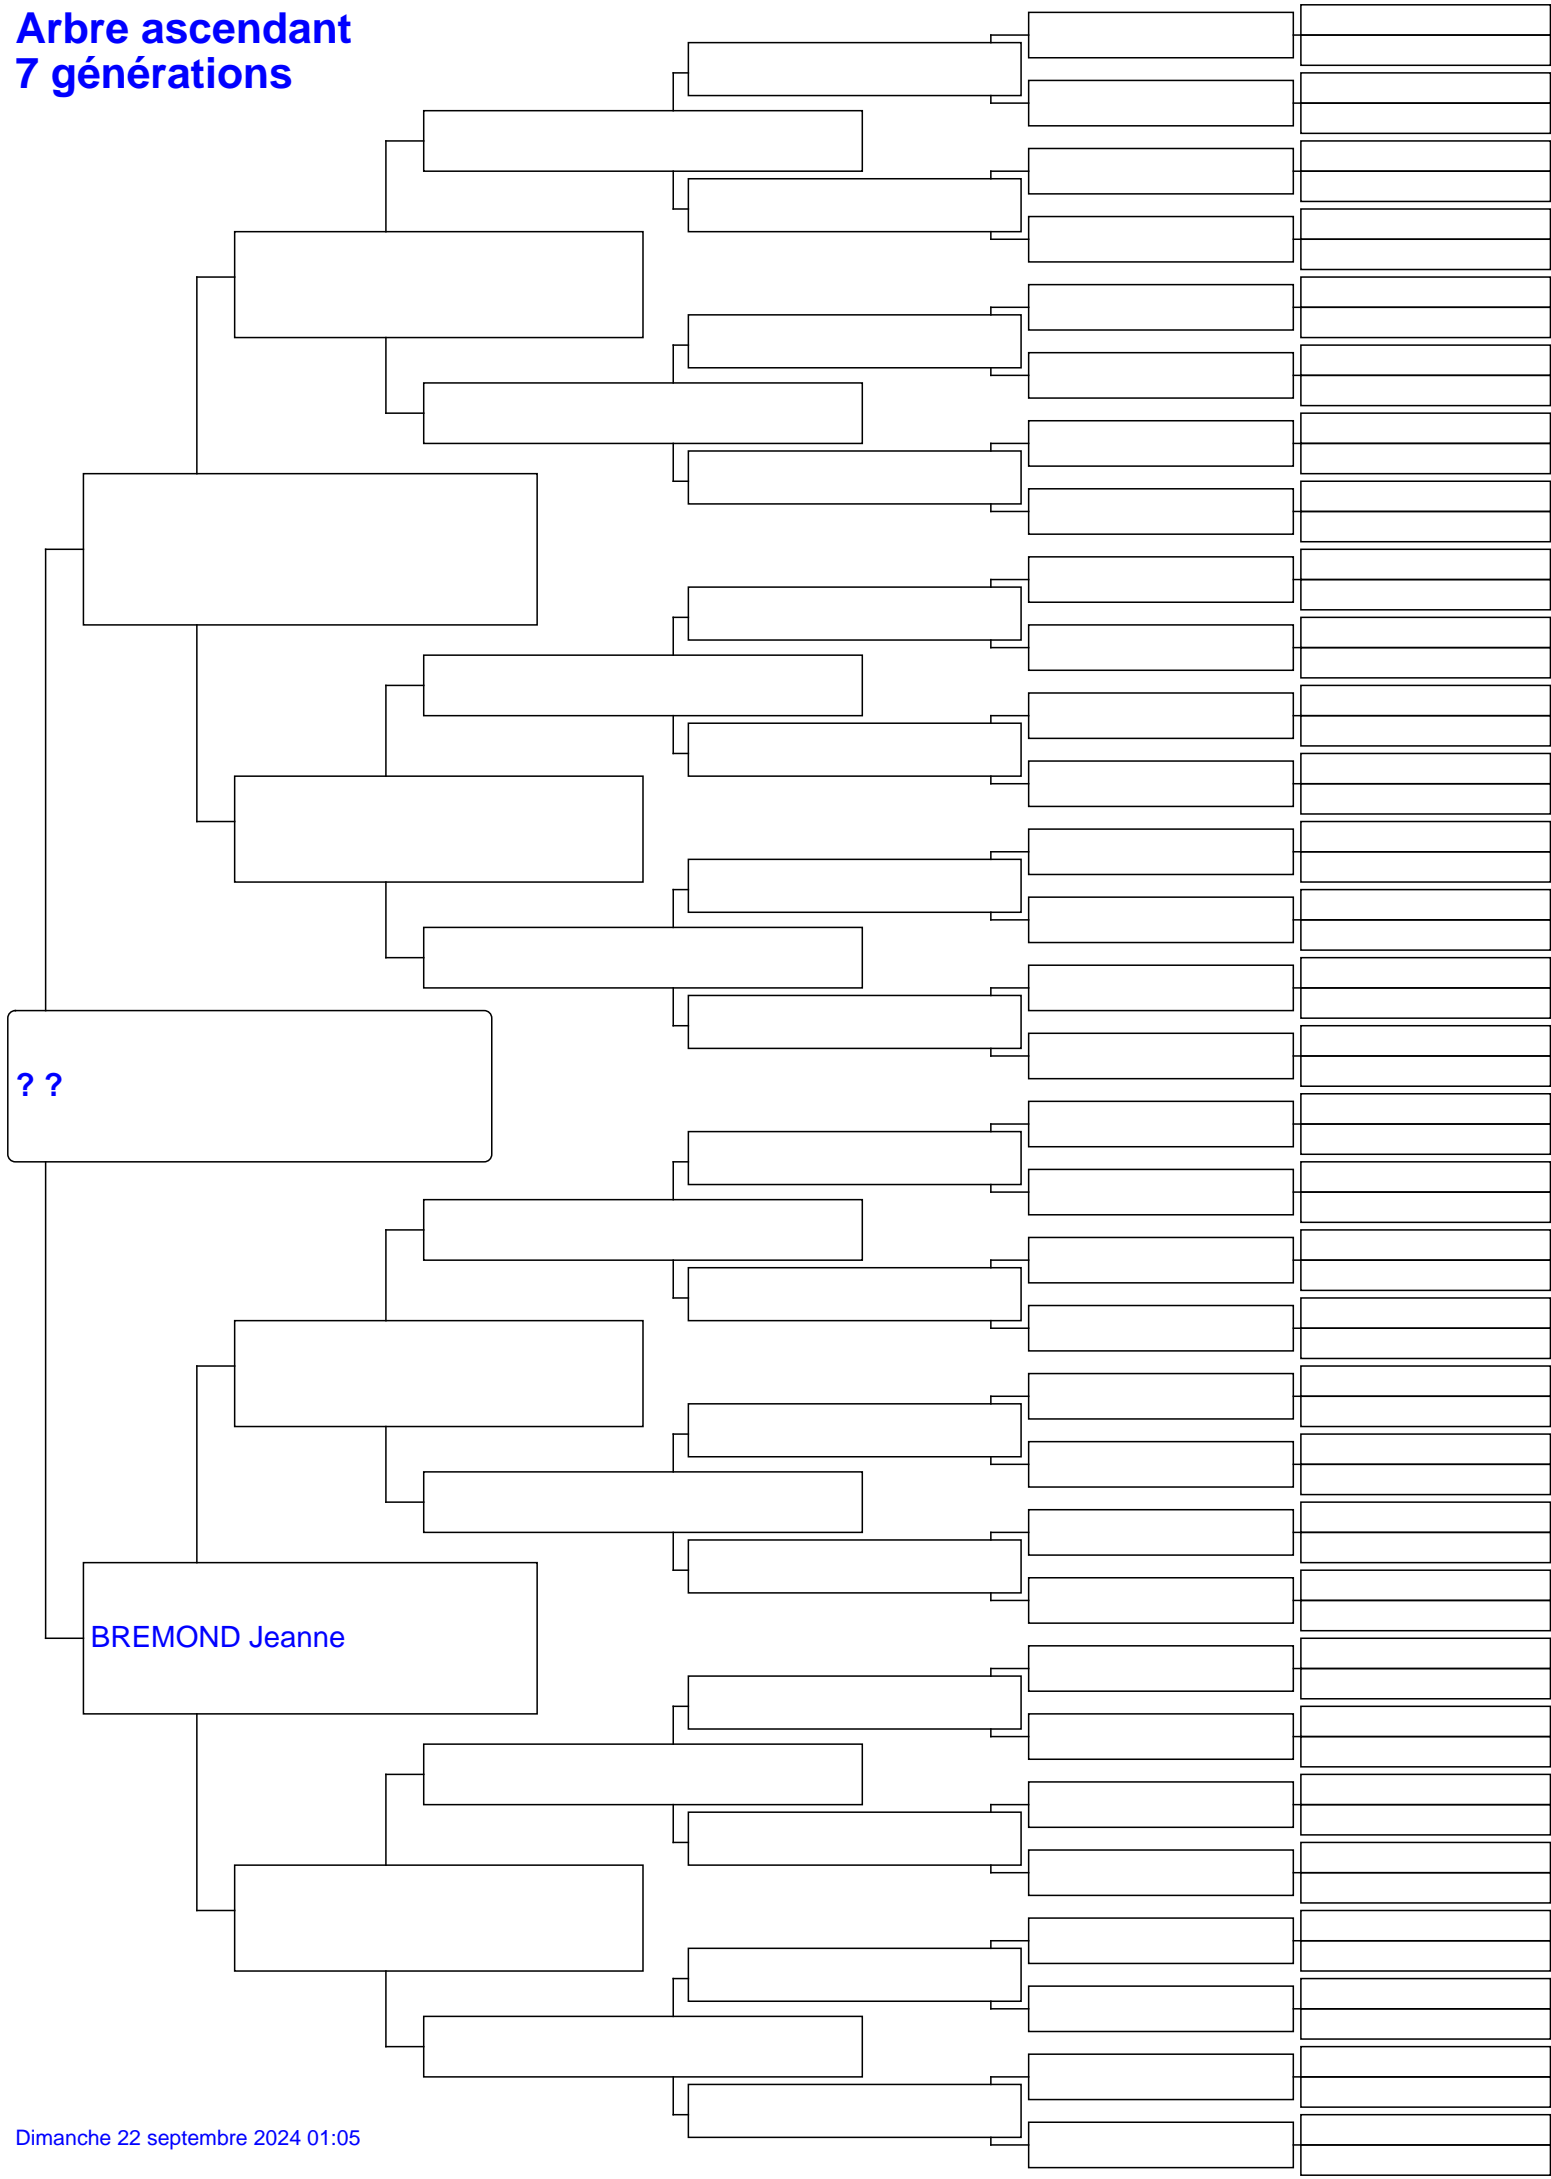 Arbre ascendant
7 générations
? ?
BREMOND Jeanne
Dimanche 22 septembre 2024 01:05